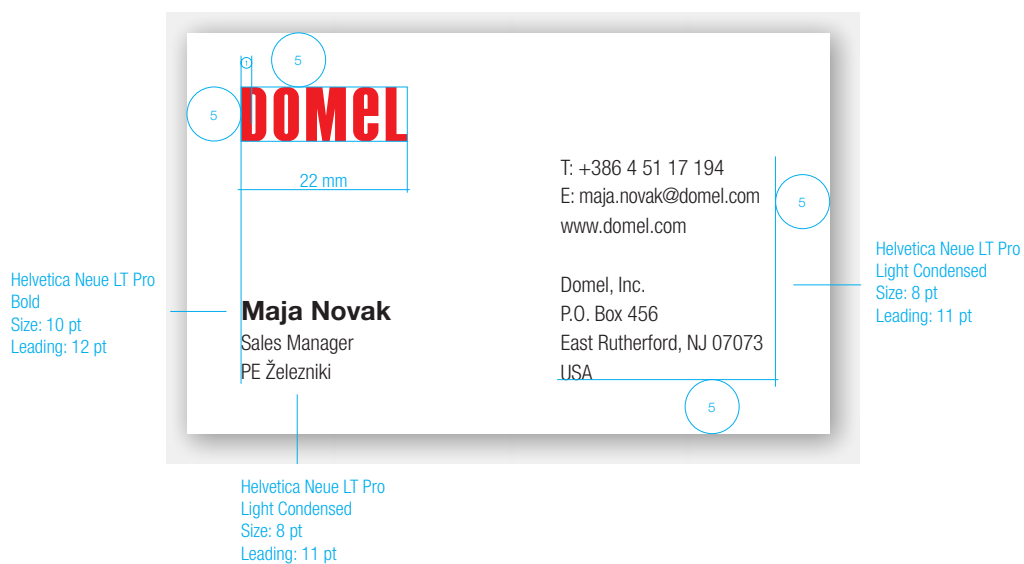 1
5
5
DOMEL
22 mm
T: +386 4 51 17 194
E: maja.novak@domel.com
www.domel.com
5
Domel, Inc.
P.O. Box 456
East Rutherford, NJ 07073
USA
5
Maja Novak
Sales Manager
PE Železniki
Helvetica Neue LT Pro
Bold
Size: 10 pt
Leading: 12 pt
Helvetica Neue LT Pro
Light Condensed
Size: 8 pt
Leading: 11 pt
Helvetica Neue LT Pro
Light Condensed
Size: 8 pt
Leading: 11 pt